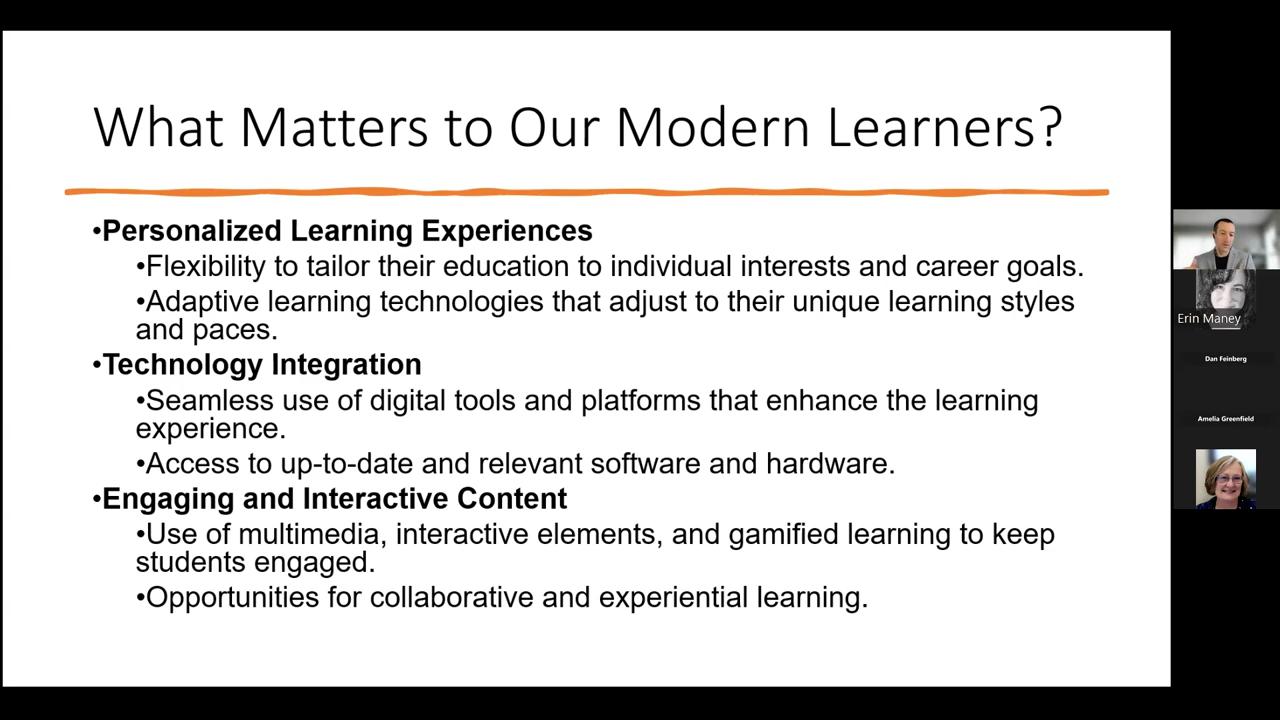 What Matters to Our Modern Learners?
•Personalized Learning Experiences
•Flexibility to tailor their education to individual interests and career goals.
•Adaptive learning technologies that adjust to their unique learning styles
and paces.
•Technology Integration
•Seamless use of digital tools and platforms that enhance the learning
experience.
•Access to up-to-date and relevant software and hardware.
•Engaging and Interactive Content
•Use of multimedia, interactive elements, and gamified learning to keep
students engaged.
•Opportunities for collaborative and experiential learning.
Erin Maney
Dan Feinberg
Amelia Greenfield